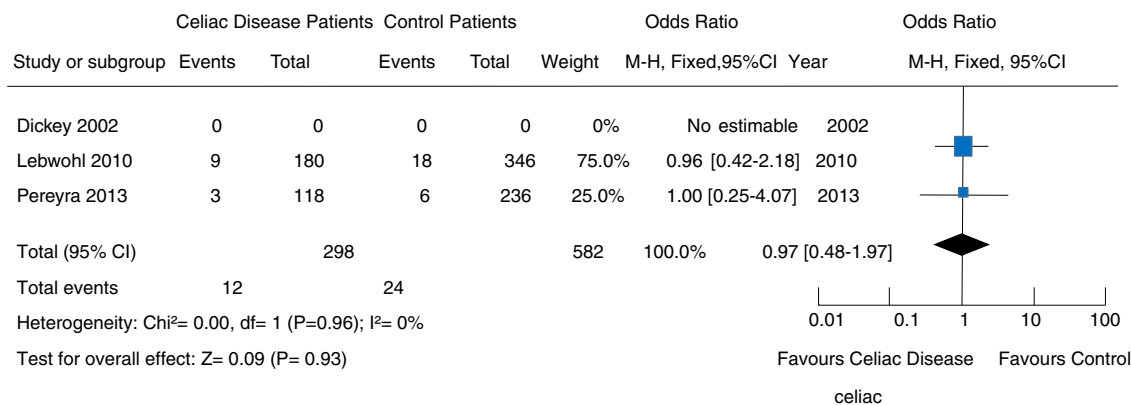 Celiac Disease Patients Control Patients Odds Ratio Odds Ratio
Study or subgroup Events Total Events Total Weight M-H, Fixed,95%CI Year M-H, Fixed, 95%CI
Dickey 2002 0 0 0 0 0% No estimable 2002
Lebwohl 2010 9 180 18 346 75.0% 0.96 [0.42-2.18] 2010
Pereyra 2013 3 118 6 236 25.0% 1.00 [0.25-4.07] 2013
Total (95% CI) 298 582 100.0% 0.97 [0.48-1.97]
Total events 12 24
Heterogeneity: Chi²= 0.00, df= 1 (P=0.96); I²= 0%
0.01 0.1 1 10 100
Test for overall effect: Z= 0.09 (P= 0.93)
Favours Celiac Disease Favours Control
celiac